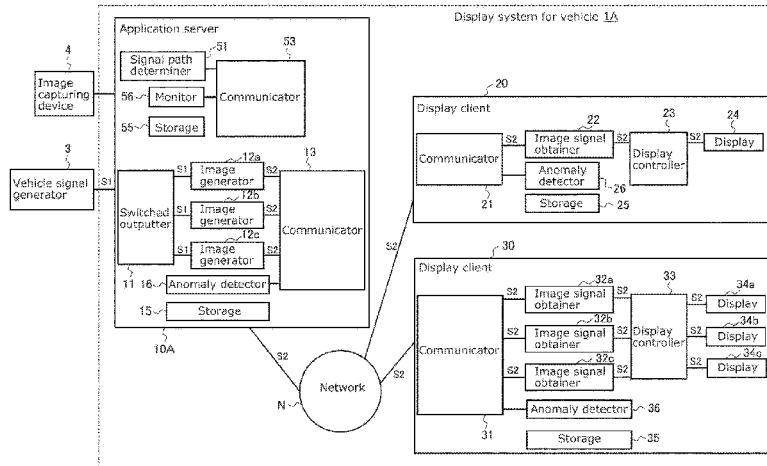 Display system for vehicle 1A
4
Image
capturing
device
3
Vehicle signal
generator
S1
Application server
51
Signal path
determiner
53
56
Monitor
Communicator
55
Storage
12a
S1
Image
generator
S2
13
12b
Switched
outputter
S1
Image
generator
S2
Communicator
12c
S1
Image
generator
S2
11
16
Anomaly detector
15
Storage
10A
S2
Network
N
S2
S2
20
Display client
22
23
24
Communicator
S2
Image signal
obtainer
S2
Display
controller
S2
Display
Anomaly
detector
26
21
Storage
25
30
Display client
32a
33
34a
S2
Image signal
obtainer
S2
S2
Display
32b
34b
Communicator
S2
Image signal
obtainer
S2
Display
controller
S2
Display
32c
34c
S2
Image signal
obtainer
S2
S2
Display
31
Anomaly detector
36
Storage
35